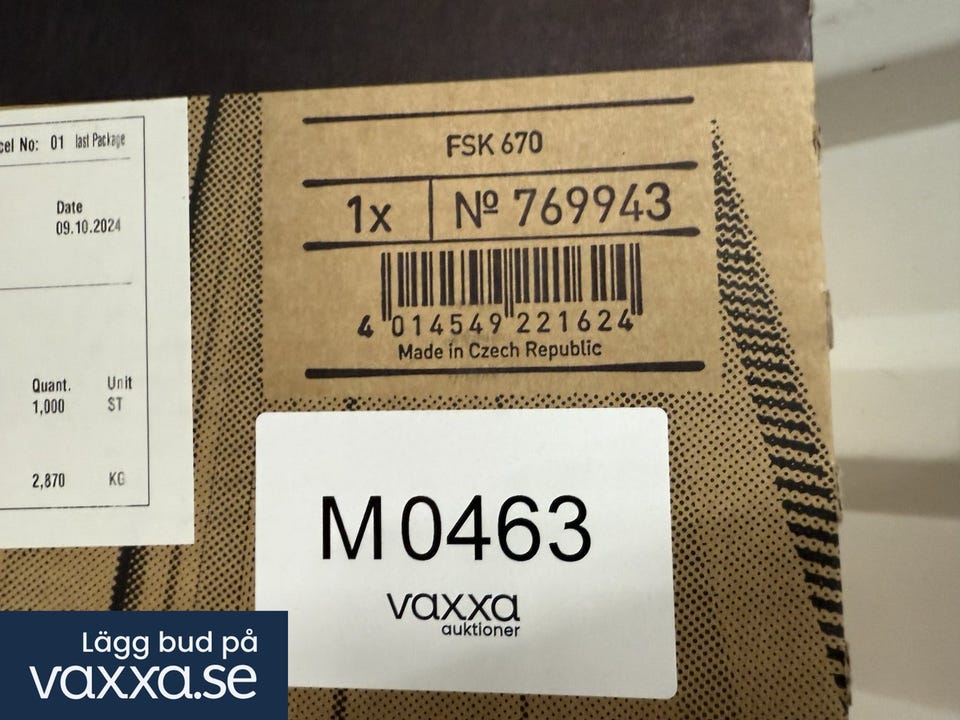 cel No: 01 last Package
Date
09.10.2024
Quant. Unit
1,000 ST
2,870 KG
FSK 670
1x Nº 769943
4 014549 221624
Made in Czech Republic
M0463
vaxxa
auktioner
Lägg bud på
vaxxa.se